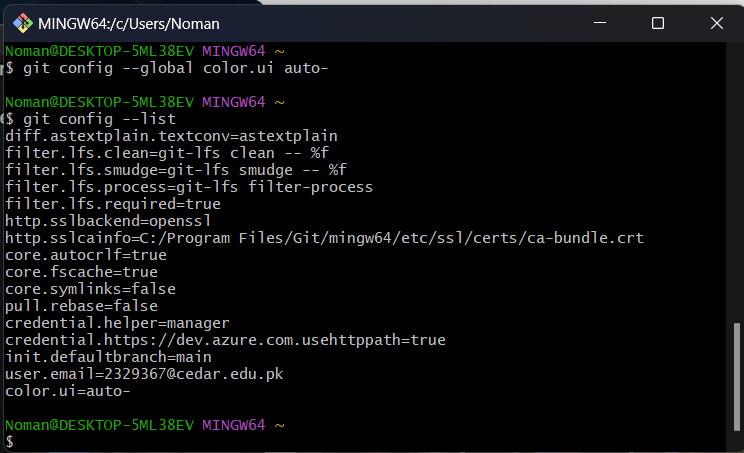 MINGW64:/c/Users/Noman
Noman@DESKTOP-5ML38EV MINGW64 ~
$ git config --global color.ui auto-
Noman@DESKTOP-5ML38EV MINGW64 ~
$ git config --list
diff.astextplain.textconv=astextplain
filter.lfs.clean=git-lfs clean -- %f
filter.lfs.smudge=git-lfs smudge -- %f
filter.lfs.process=git-lfs filter-process
filter.lfs.required=true
http.sslbackend=openssl
http.sslcainfo=C:/Program Files/Git/mingw64/etc/ssl/certs/ca-bundle.crt
core.autocrlf=true
core.fscache=true
core.symlinks=false
pull.rebase=false
credential.helper=manager
credential.https://dev.azure.com.usehttppath=true
init.defaultbranch=main
user.email=2329367@cedar.edu.pk
color.ui=auto-
Noman@DESKTOP-5ML38EV MINGW64 ~
$